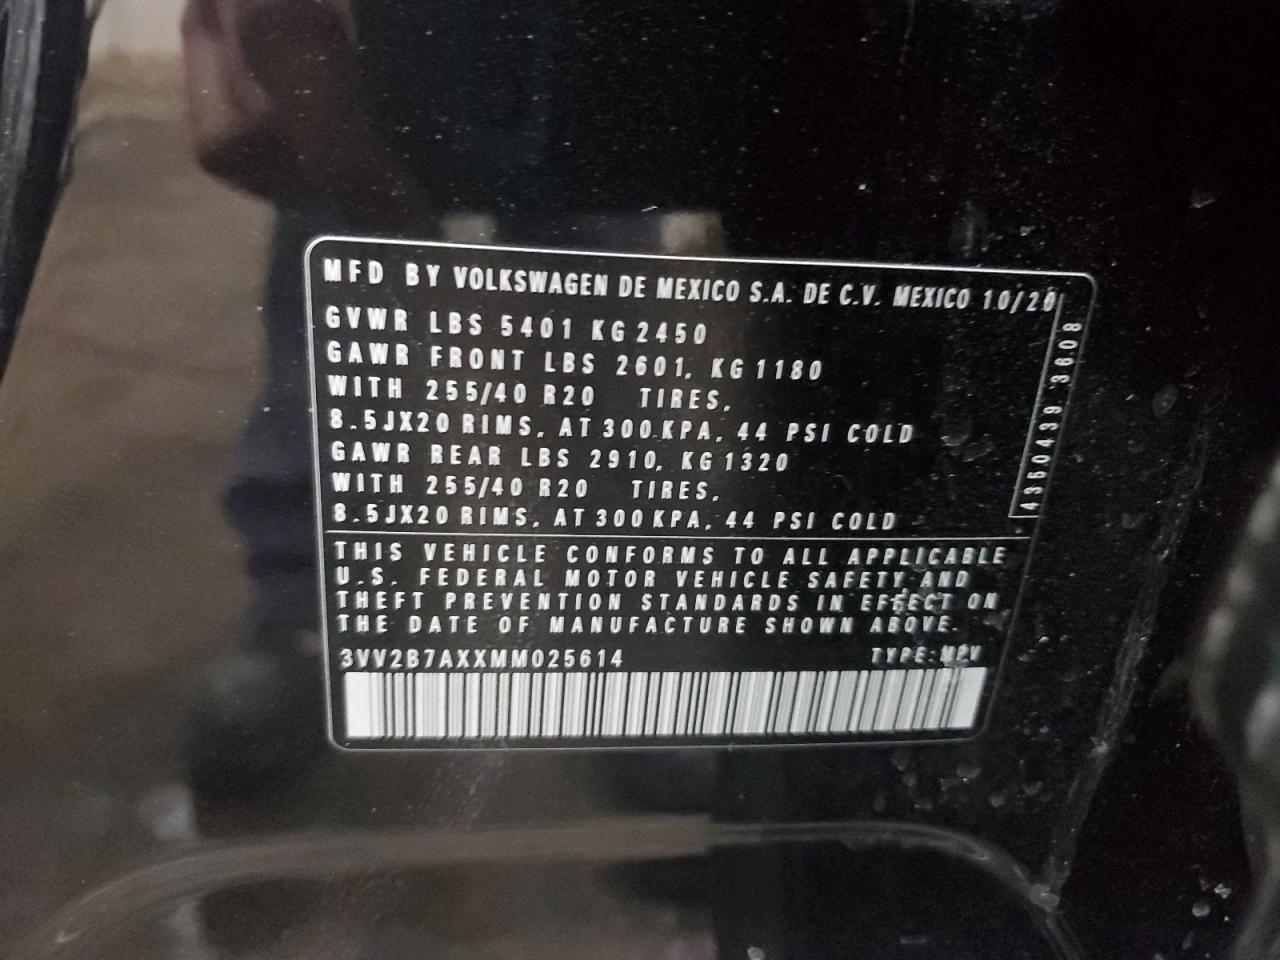 MFD BY VOLKSWAGEN DE MEXICO S.A. DE C.V. MEXICO 10/20
GVWR LBS 5401 KG 2450
GAWR FRONT LBS 2601, KG 1180
WITH 255/40 R20 TIRES,
8.5JX20 RIMS, AT 300 KPA, 44 PSI COLD
GAWR REAR LBS 2910, KG 1320
WITH 255/40 R20 TIRES,
8.5JX20 RIMS, AT 300 KPA, 44 PSI COLD
4350439 3608
THIS VEHICLE CONFORMS TO ALL APPLICABLE
U.S. FEDERAL MOTOR VEHICLE SAFETY AND
THEFT PREVENTION STANDARDS IN EFFECT ON
THE DATE OF MANUFACTURE SHOWN ABOVE.
3VV2B7AXXMM025614 TYPE: MPV